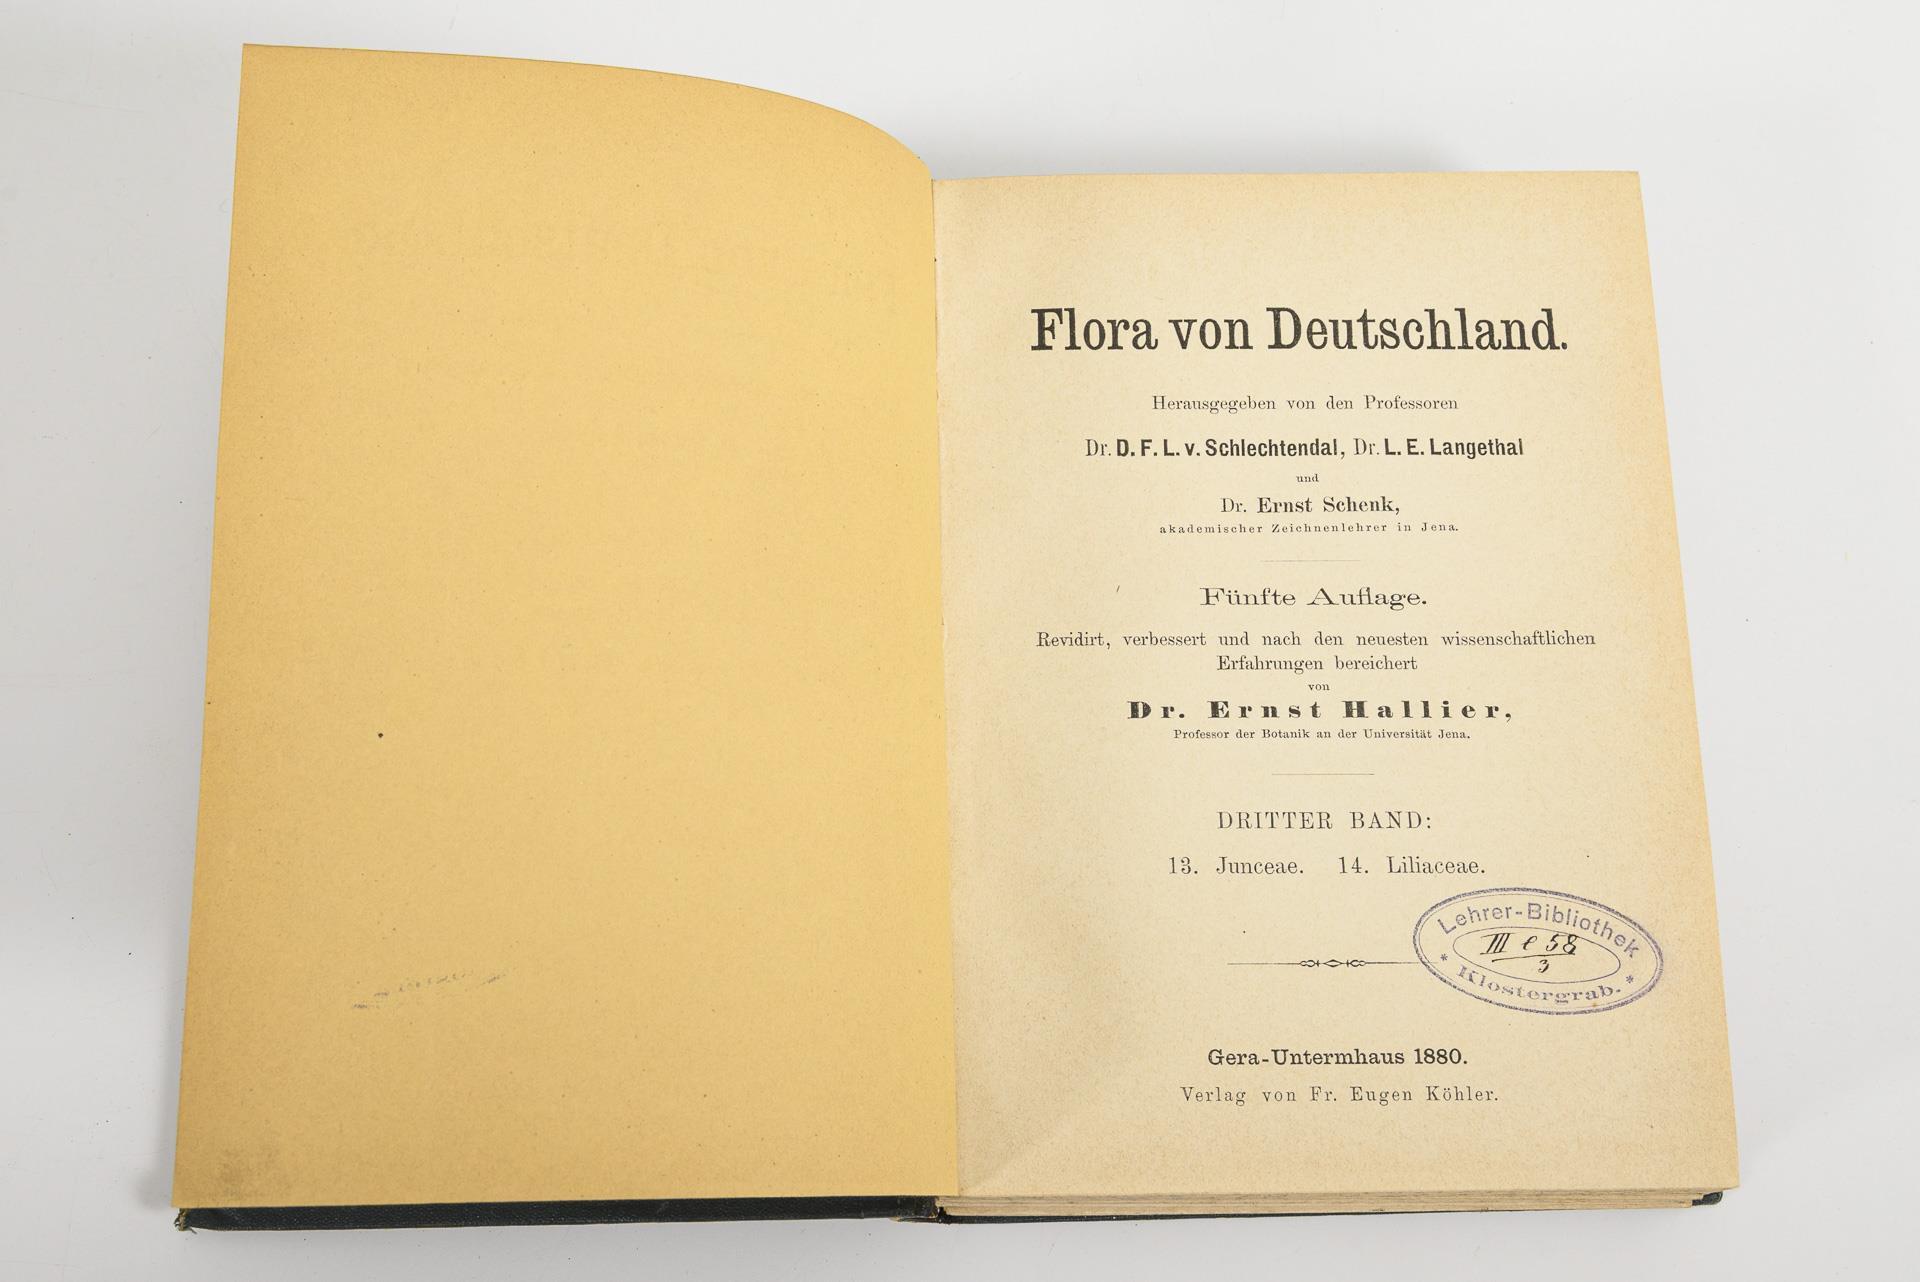 Flora von Deutschland.
Herausgegeben von den Professoren
Dr. D. F. L. v. Schlechtendal, Dr. L. E. Langethal
und
Dr. Ernst Schenk,
akademischer Zeichnenlehrer in Jena.
Fünfte Auflage.
Revidirt, verbessert und nach den neuesten wissenschaftlichen
Erfahrungen bereichert
von
Dr. Ernst Hallier,
Professor der Botanik an der Universität Jena.
DRITTER BAND:
13. Junceae. 14. Liliaceae.
Lehrer-Bibliothek
III e 58
3
* Klostergrab. *
Gera-Untermhaus 1880.
Verlag von Fr. Eugen Köhler.